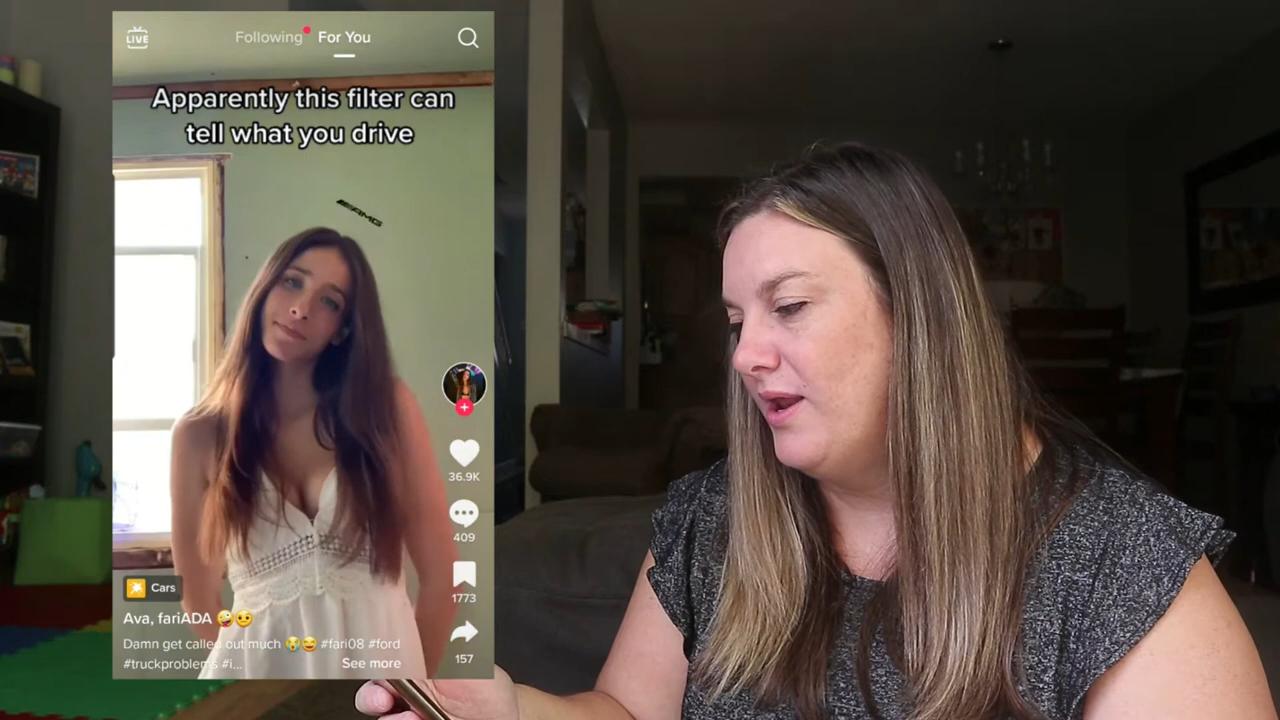 LIVE
Following For You
Apparently this filter can
tell what you drive
AMG
36.9K
409
1773
157
Cars
Ava, fariADA 🤪🤕
Damn get called out much 😭😅 #fari08 #ford
#truckproblems #i... See more